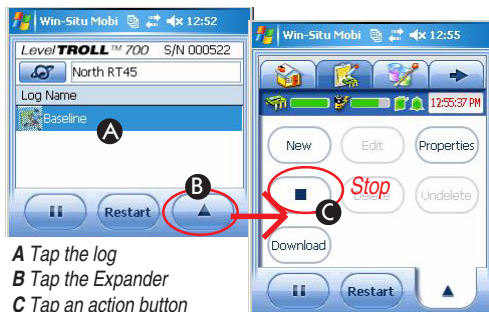 Win-Situ Mobi 12:52
LevelTROLL™ 700 S/N 000522
North RT45
Log Name
Baseline
A
B
Restart
A Tap the log
B Tap the Expander
C Tap an action button
Win-Situ Mobi 12:55
12:55:37 PM
New Edit Properties
Stop Delete Undelete
C
Download
Restart